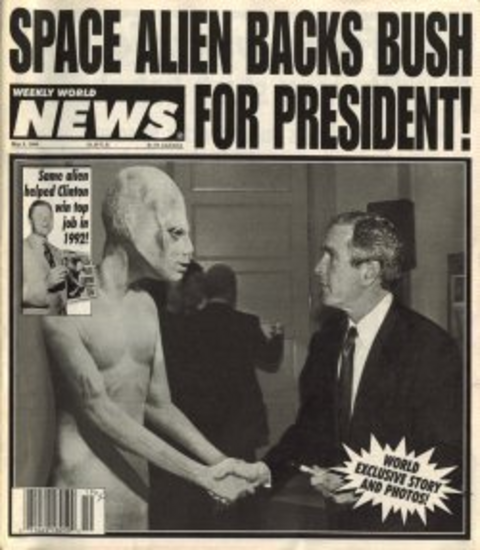 SPACE ALIEN BACKS BUSH
FOR PRESIDENT!
WEEKLY WORLD
NEWS
Same alien
helped Clinton
win top
job in
1992!
WORLD
EXCLUSIVE STORY
AND PHOTOS!